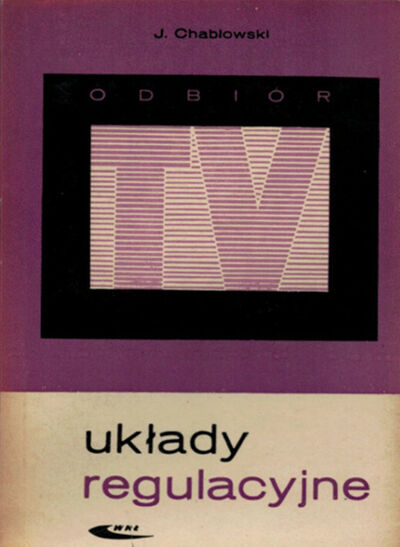 J. Chabłowski
ODBIÓR
TV
układy
regulacyjne
WKŁ